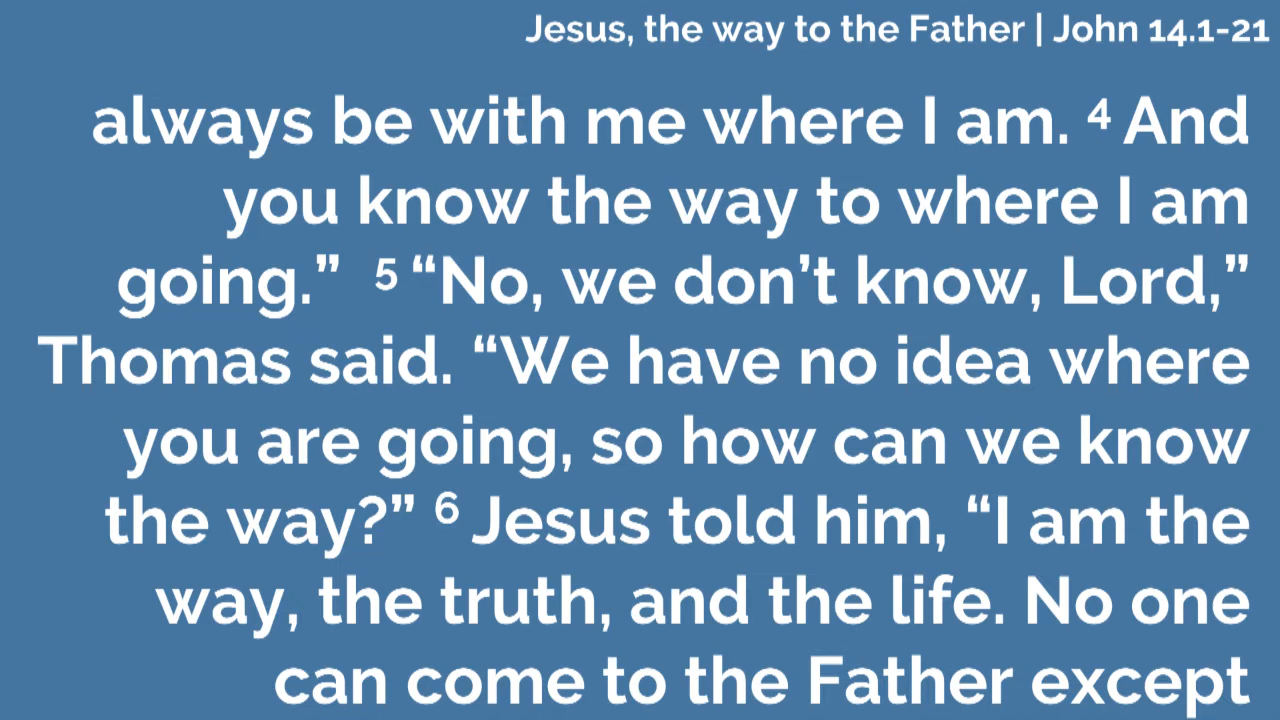 Jesus, the way to the Father | John 14.1-21
always be with me where I am. ⁴ And
you know the way to where I am
going.” ⁵ “No, we don’t know, Lord,”
Thomas said. “We have no idea where
you are going, so how can we know
the way?” ⁶ Jesus told him, “I am the
way, the truth, and the life. No one
can come to the Father except